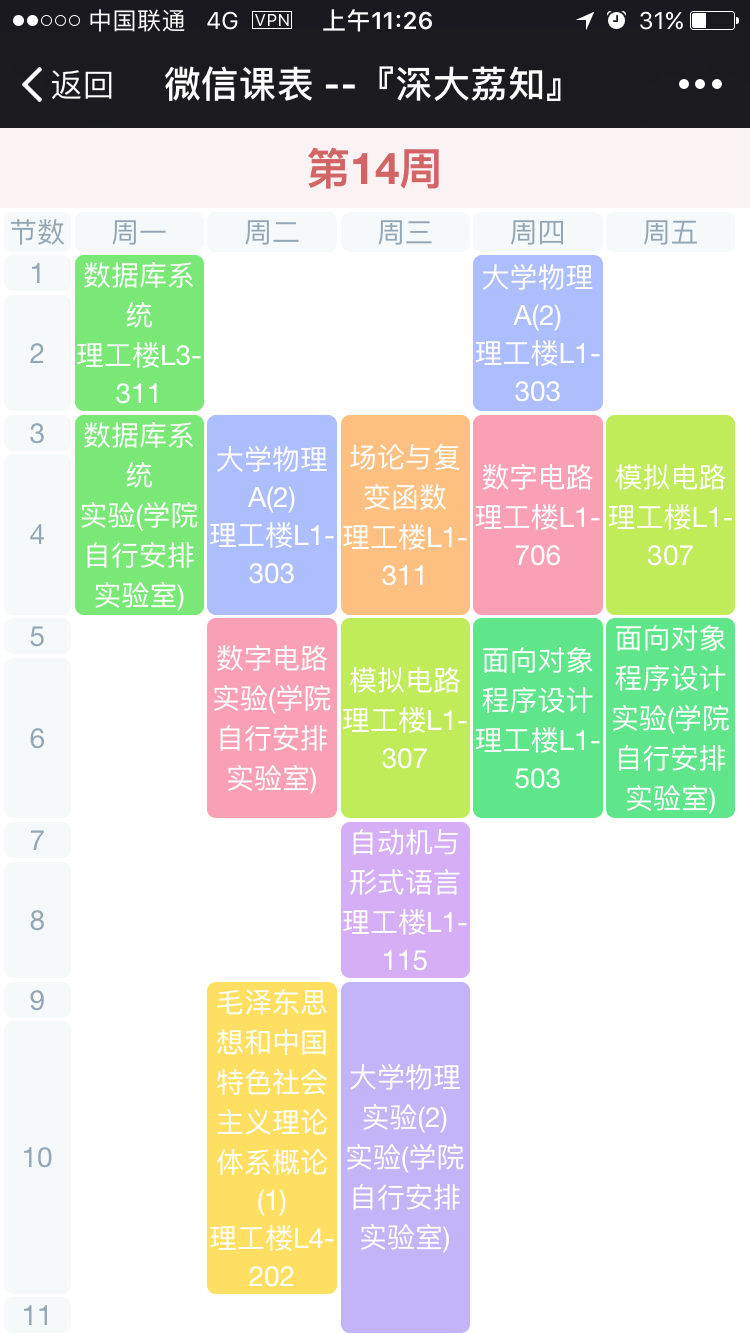 中国联通 4G VPN 上午11:26 31%
返回 微信课表 --『深大荔知』
第14周
节数 周一 周二 周三 周四 周五
1
2
数据库系
统
理工楼L3-
311
大学物理
A(2)
理工楼L1-
303
3
4
数据库系
统
实验(学院
自行安排
实验室)
大学物理
A(2)
理工楼L1-
303
场论与复
变函数
理工楼L1-
311
数字电路
理工楼L1-
706
模拟电路
理工楼L1-
307
5
6
数字电路
实验(学院
自行安排
实验室)
模拟电路
理工楼L1-
307
面向对象
程序设计
理工楼L1-
503
面向对象
程序设计
实验(学院
自行安排
实验室)
7
8
自动机与
形式语言
理工楼L1-
115
9
10
11
毛泽东思
想和中国
特色社会
主义理论
体系概论
(1)
理工楼L4-
202
大学物理
实验(2)
实验(学院
自行安排
实验室)